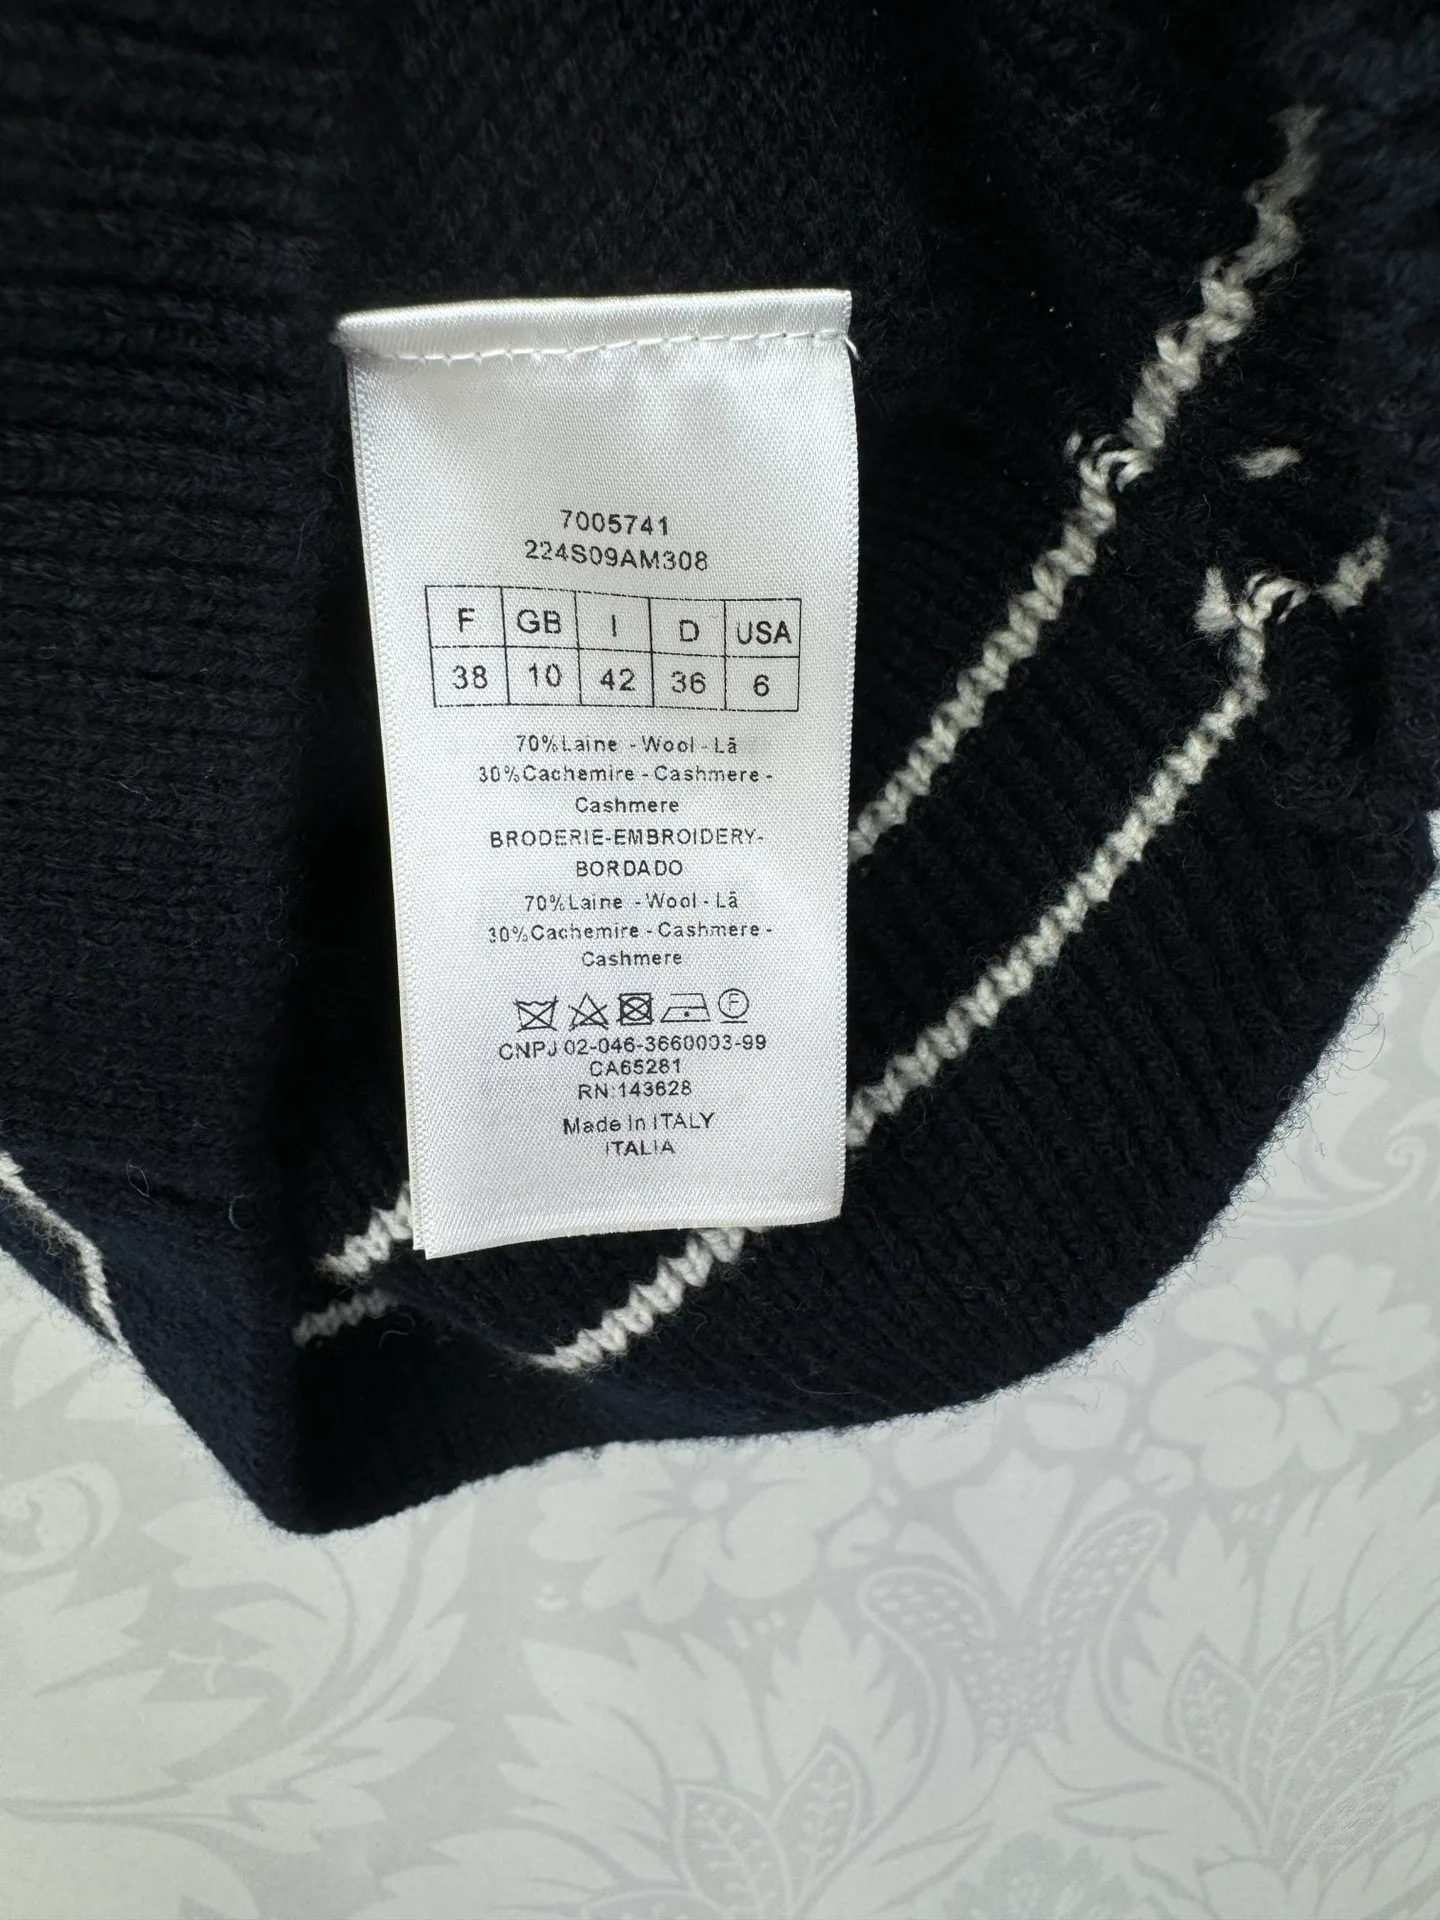 7005741
224S09AM308
F GB I D USA
38 10 42 36 6
70%Laine - Wool - Lã
30%Cachemire - Cashmere -
Cashmere
BRODERIE-EMBROIDERY-
BORDADO
70%Laine - Wool - Lã
30%Cachemire - Cashmere -
Cashmere
F
CNPJ 02-046-3660003-99
CA65281
RN:143628
Made In ITALY
ITALIA